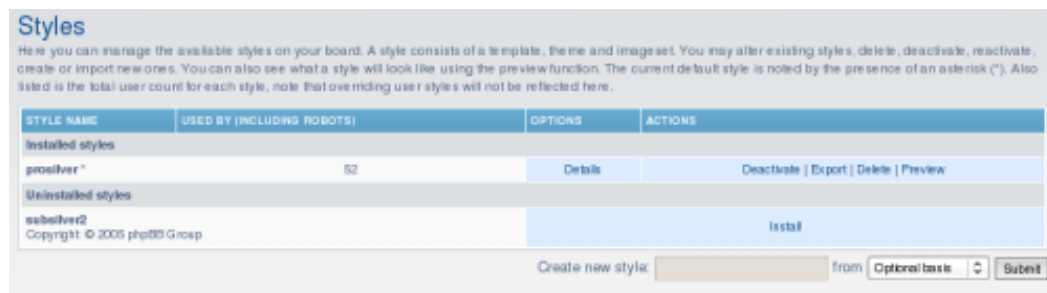 Styles
Here you can manage the available styles on your board. A style consists of a template, theme and imageset. You may alter existing styles, delete, deactivate, reactivate,
create or import new ones. You can also see what a style will look like using the preview function. The current default style is noted by the presence of an asterisk (*). Also
listed is the total user count for each style, note that overriding user styles will not be reflected here.
STYLE NAME USED BY (INCLUDING ROBOTS) OPTIONS ACTIONS
Installed styles
prosilver * 52 Details Deactivate | Export | Delete | Preview
Uninstalled styles
subsilver2
Copyright: © 2005 phpBB Group
Install
Create new style: from Optional basis Submit